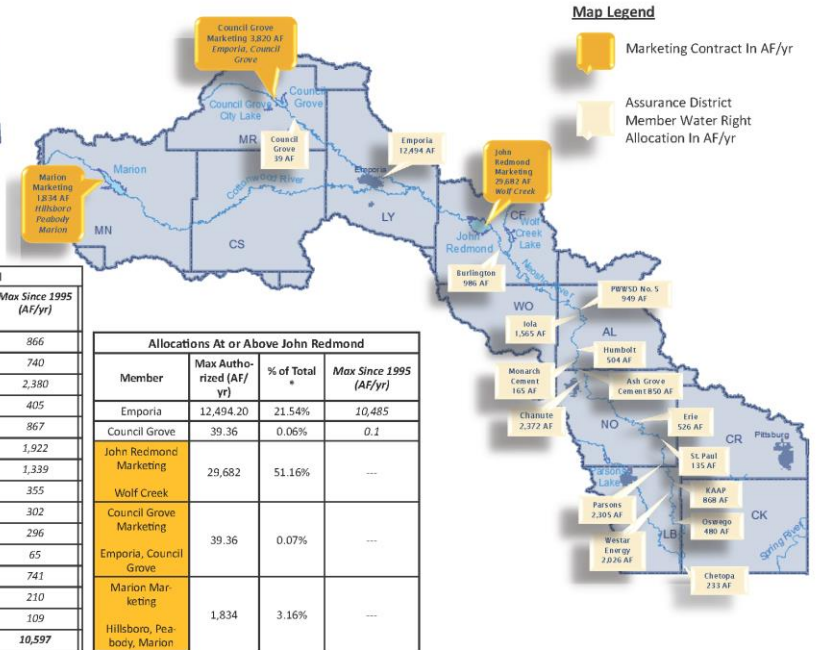 Map Legend
Marketing Contract In AF/yr
Assurance District
Member Water Right
Allocation In AF/yr
Council Grove
Marketing 3,820 AF
Emporia, Council
Grove
Council Grove
City Lake
Council
Grove
MR
Council
Grove
39 AF
Emporia
12,494 AF
Emporia
John
Redmond
Marketing
29,682 AF
Wolf Creek
Marion
Marketing
1,834 AF
Hillsboro
Peabody
Marion
Marion
MN
Cottonwood River
CS
LY
CF
Wolf
Creek
Lake
John
Redmond
Neosho River
Burlington
986 AF
WO
PWWSD No. 5
949 AF
Iola
1,565 AF
AL
Humbolt
504 AF
Monarch
Cement
165 AF
Ash Grove
Cement 850 AF
Chanute
2,372 AF
NO
Erie
526 AF
CR
Pittsburg
St. Paul
135 AF
Parsons
Lake
KAAP
868 AF
Parsons
2,305 AF
Oswego
480 AF
CK
LB
Westar
Energy
2,026 AF
Spring River
Chetopa
233 AF
Max Since 1995
(AF/yr)
866
740
2,380
405
867
1,922
1,339
355
302
296
65
741
210
109
10,597
Allocations At or Above John Redmond
Member
Max Autho-
rized (AF/
yr)
% of Total
*
Max Since 1995
(AF/yr)
Emporia 12,494.20 21.54% 10,485
Council Grove 39.36 0.06% 0.1
John Redmond
Marketing
Wolf Creek
29,682 51.16% ---
Council Grove
Marketing
Emporia, Council
Grove
39.36 0.07% ---
Marion Mar-
keting
Hillsboro, Pea-
body, Marion
1,834 3.16% ---